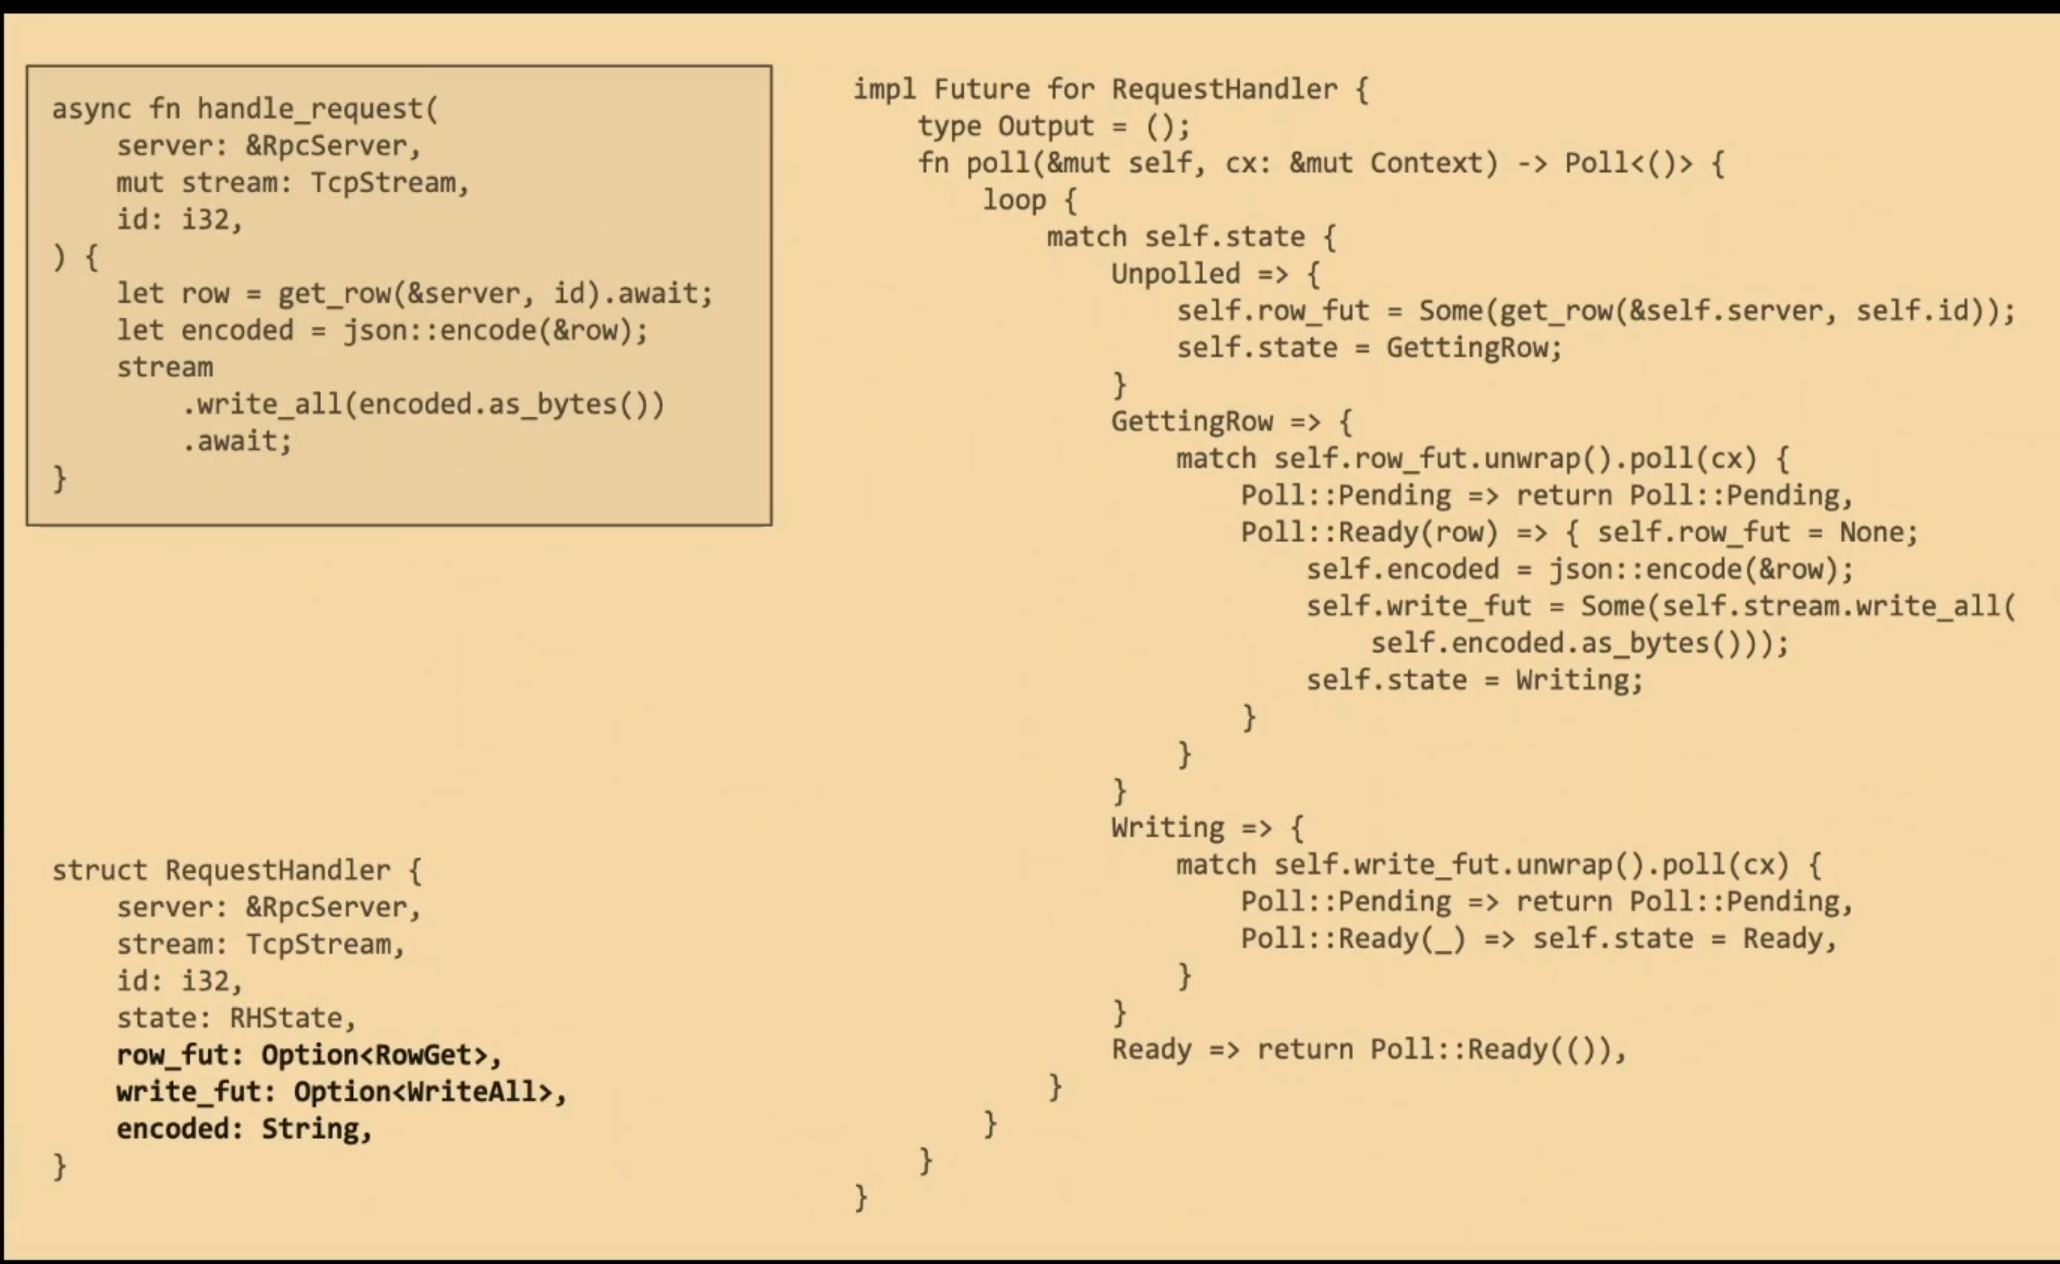 async fn handle_request(
    server: &RpcServer,
    mut stream: TcpStream,
    id: i32,
) {
    let row = get_row(&server, id).await;
    let encoded = json::encode(&row);
    stream
        .write_all(encoded.as_bytes())
        .await;
}
struct RequestHandler {
    server: &RpcServer,
    stream: TcpStream,
    id: i32,
    state: RHState,
    row_fut: Option<RowGet>,
    write_fut: Option<WriteAll>,
    encoded: String,
}
impl Future for RequestHandler {
    type Output = ();
    fn poll(&mut self, cx: &mut Context) -> Poll<()> {
        loop {
            match self.state {
                Unpolled => {
                    self.row_fut = Some(get_row(&self.server, self.id));
                    self.state = GettingRow;
                }
                GettingRow => {
                    match self.row_fut.unwrap().poll(cx) {
                        Poll::Pending => return Poll::Pending,
                        Poll::Ready(row) => { self.row_fut = None;
                            self.encoded = json::encode(&row);
                            self.write_fut = Some(self.stream.write_all(
                                self.encoded.as_bytes()));
                            self.state = Writing;
                        }
                    }
                }
                Writing => {
                    match self.write_fut.unwrap().poll(cx) {
                        Poll::Pending => return Poll::Pending,
                        Poll::Ready(_) => self.state = Ready,
                    }
                }
                Ready => return Poll::Ready(()),
            }
        }
    }
}